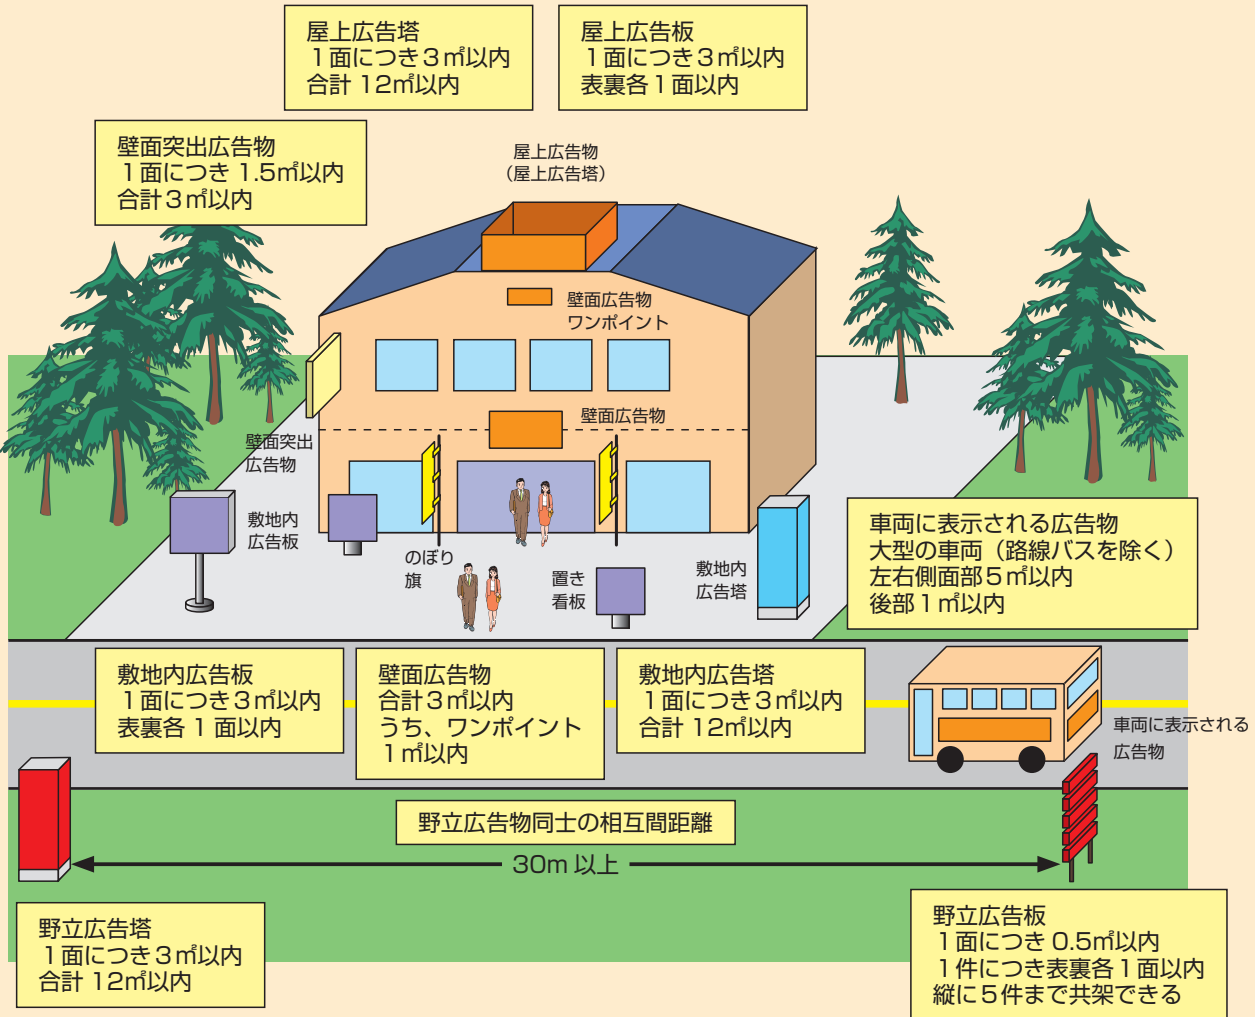 屋上広告塔
1面につき3㎡以内
合計 12㎡以内
屋上広告板
1面につき3㎡以内
表裏各1面以内
壁面突出広告物
1面につき 1.5㎡以内
合計3㎡以内
屋上広告物
（屋上広告塔）
壁面広告物
ワンポイント
壁面広告物
壁面突出
広告物
敷地内
広告板
のぼり
旗
置き
看板
敷地内
広告塔
車両に表示される広告物
大型の車両（路線バスを除く）
左右側面部5㎡以内
後部1㎡以内
敷地内広告板
1面につき3㎡以内
表裏各 1 面以内
壁面広告物
合計3㎡以内
うち、ワンポイント
1㎡以内
敷地内広告塔
1面につき3㎡以内
合計 12㎡以内
車両に表示される
広告物
野立広告物同士の相互間距離
30m 以上
野立広告塔
1面につき3㎡以内
合計 12㎡以内
野立広告板
1面につき 0.5㎡以内
1件につき表裏各1面以内
縦に5件まで共架できる